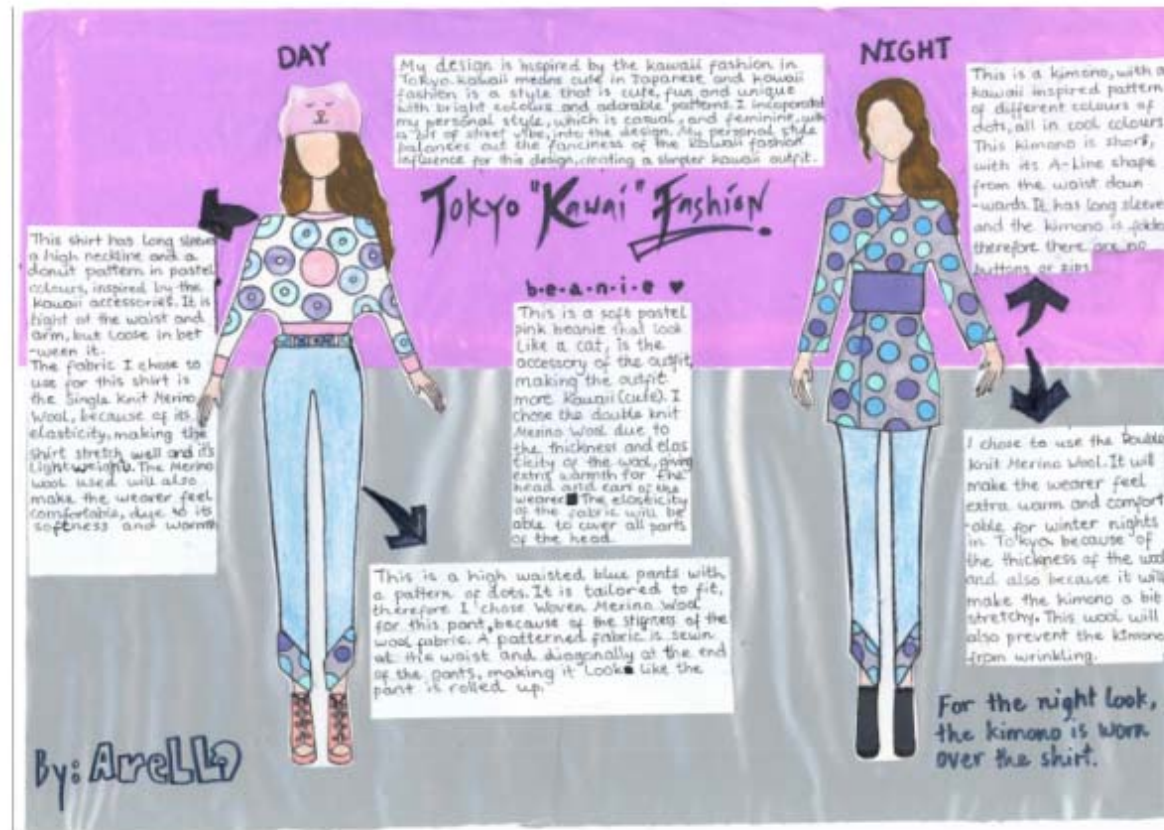 DAY
My design is inspired by the kawaii fashion in
Tokyo. Kawaii means cute in Japanese and kawaii
fashion is a style that is cute, fun and unique
with bright colours and adorable patterns. I incorporated
my personal style, which is casual, and feminine, with
a bit of street vibe, into the design. My personal style
balances out the fanciness of the kawaii fashion
influence for this design, creating a simpler kawaii outfit.
NIGHT
This is a kimono, with a
kawaii inspired pattern
of different colours of
dots, all in cool colours
This kimono is short,
with its A-Line shape
from the waist down
-wards. It has long sleeve
and the kimono is folded
therefore there are no
buttons or zips
Tokyo "Kawai" Fashion.
This shirt has long sleeve
a high neckline and a
donut pattern in pastel
colours, inspired by the
kawaii accessories. It is
tight at the waist and
arm, but loose in bet
-ween it.
The fabric I chose to
use for this shirt is
the Single Knit Merino
Wool, because of its
elasticity, making the
shirt stretch well and it's
Lightweight. The Merino
wool used will also
make the wearer feel
comfortable, due to its
softness and warmth
b·e·a·n·i·e ♥
This is a soft pastel
pink beanie that look
like a cat, is the
accessory of the outfit,
making the outfit
more Kawaii (cute). I
chose the double knit
Merino Wool due to
the thickness and elas
ticity of the wool, giving
extra warmth for the
head and ears of the
wearer The elasticity
of the fabric will be
able to cover all parts
of the head.
I chose to use the Double
Knit Merino Wool. It will
make the wearer feel
extra warm and comfort
-able for winter nights
in Tokyo because of
the thickness of the wool
and also because it will
make the kimono a bit
stretchy. This wool will
also prevent the kimono
from wrinkling.
This is a high waisted blue pants with
a pattern of dots. It is tailored to fit,
therefore I chose Woven Merino Wool
for this pant, because of the stiffness of the
wool fabric. A patterned fabric is sewn
at the waist and diagonally at the end
of the pants, making it look like the
pant is rolled up.
By: Arella
For the night look,
the kimono is worn
over the shirt.